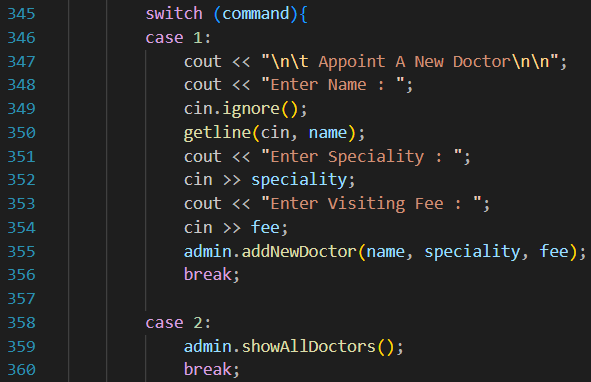 345 switch (command){
346 case 1:
347 cout << "\n\t Appoint A New Doctor\n\n";
348 cout << "Enter Name : ";
349 cin.ignore();
350 getline(cin, name);
351 cout << "Enter Speciality : ";
352 cin >> speciality;
353 cout << "Enter Visiting Fee : ";
354 cin >> fee;
355 admin.addNewDoctor(name, speciality, fee);
356 break;
357
358 case 2:
359 admin.showAllDoctors();
360 break;